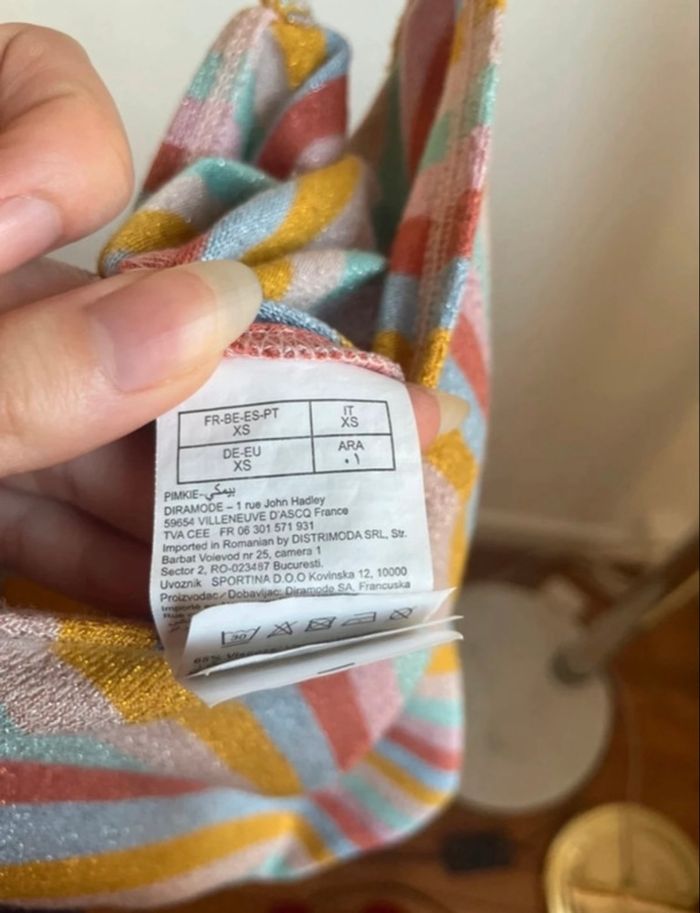 FR-BE-ES-PT
XS
IT
XS
DE-EU
XS
ARA
٠١
PIMKIE-بيمكي
DIRAMODE – 1 rue John Hadley
59654 VILLENEUVE D'ASCQ France
TVA CEE FR 06 301 571 931
Imported in Romanian by DISTRIMODA SRL, Str.
Barbat Voievod nr 25, camera 1
Sector 2, RO-023487 Bucuresti.
Uvoznik SPORTINA D.O.O Kovinska 12, 10000
Proizvodac / Dobavljac: Diramode SA, Francuska
30